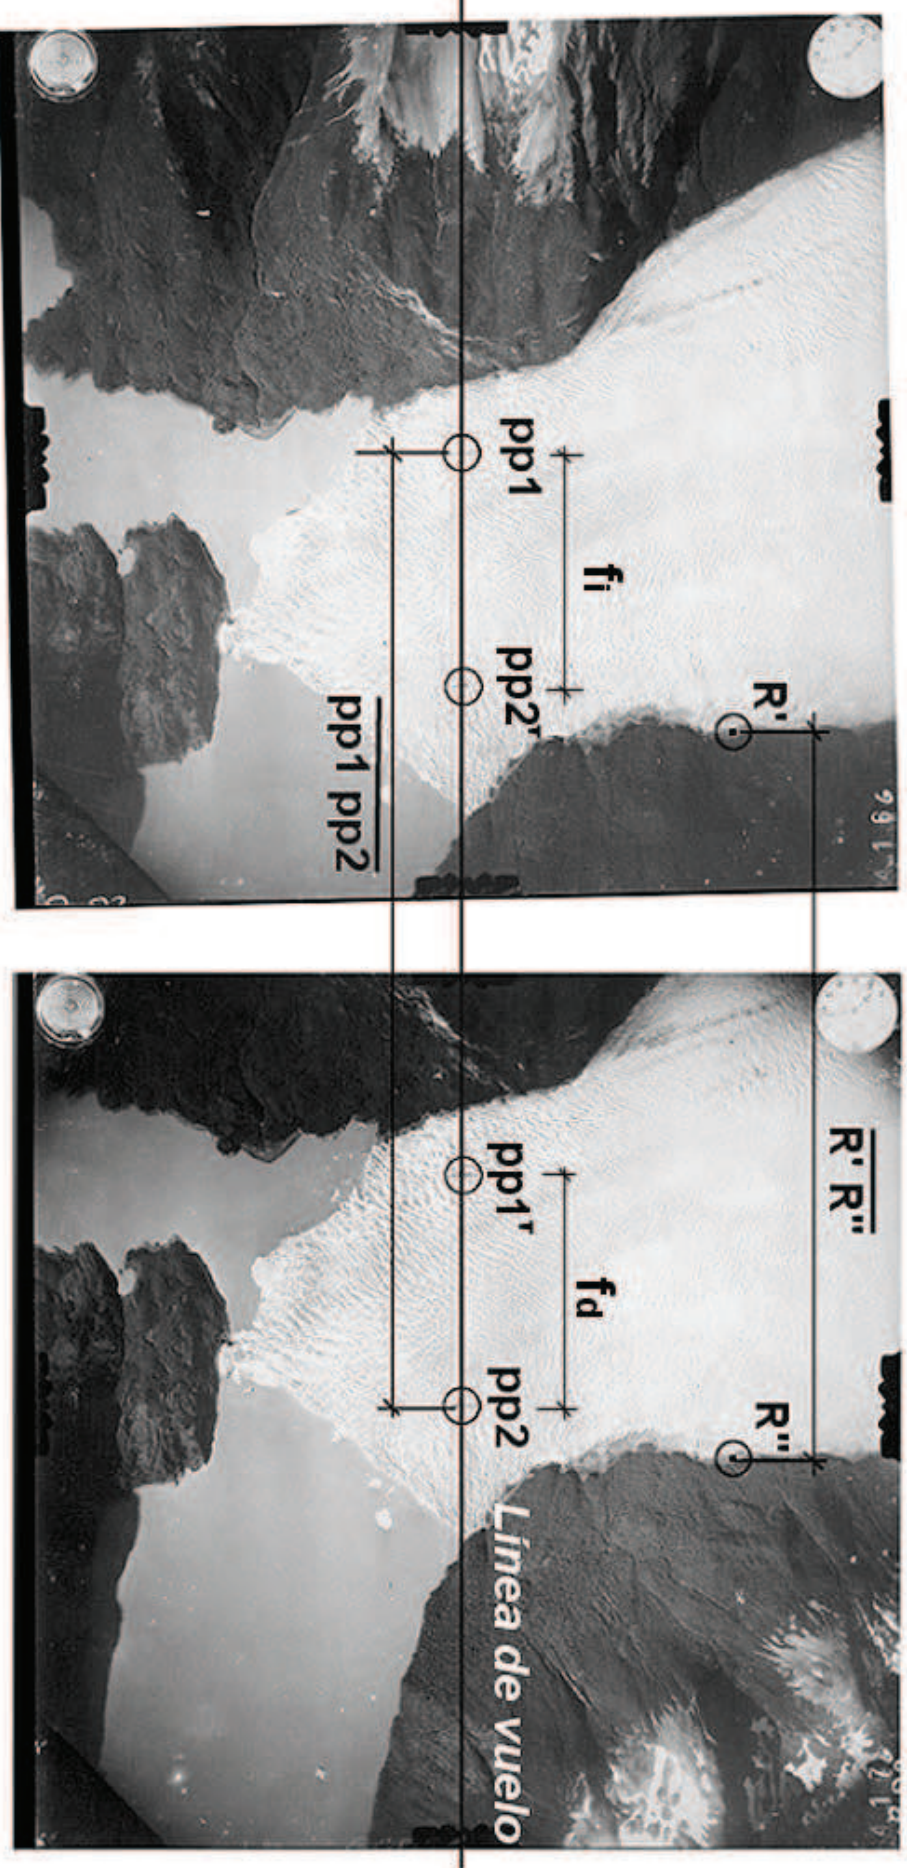 pp1
fi
pp2'
R'
pp1 pp2
R' R"
pp1'
fd
pp2
R"
Línea de vuelo